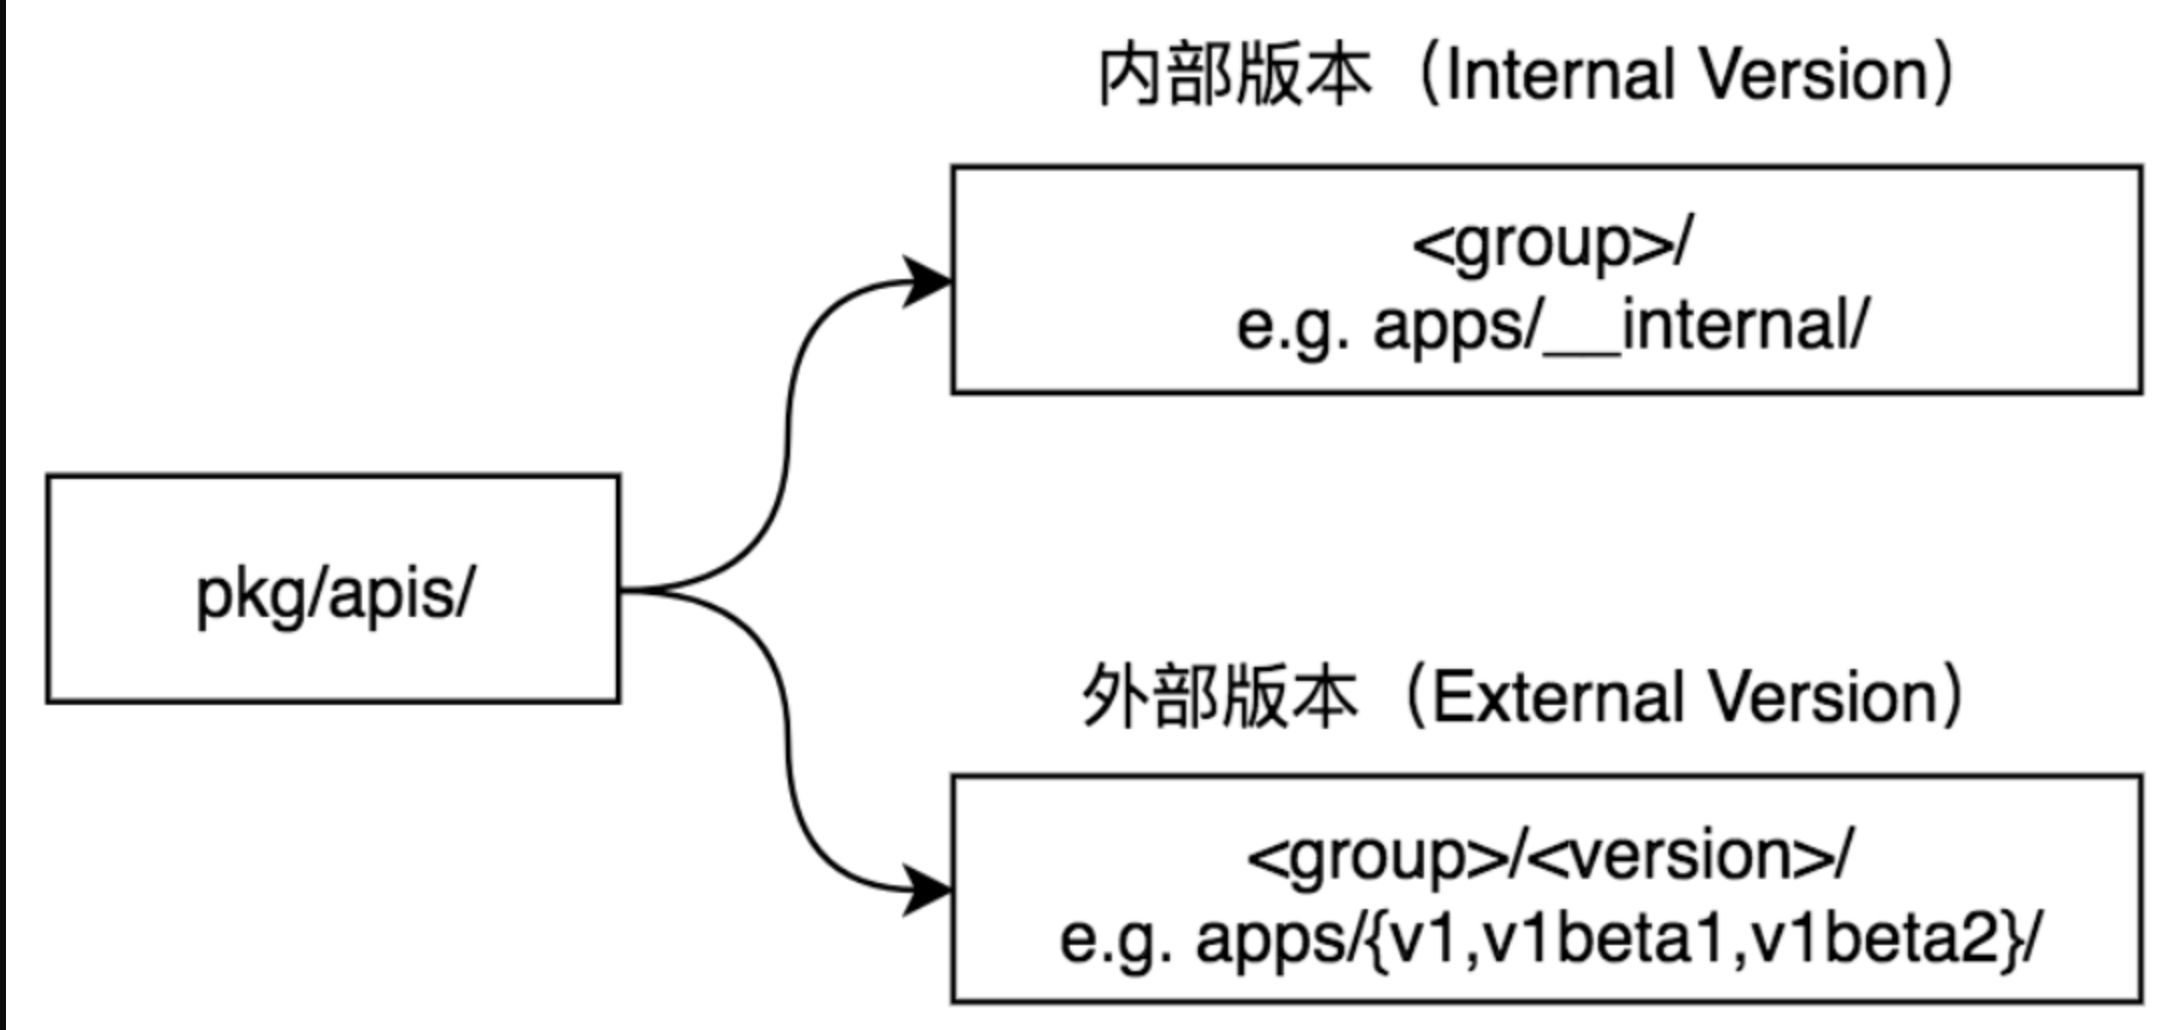 内部版本（Internal Version）
<group>/
e.g. apps/__internal/
pkg/apis/
外部版本（External Version）
<group>/<version>/
e.g. apps/{v1,v1beta1,v1beta2}/